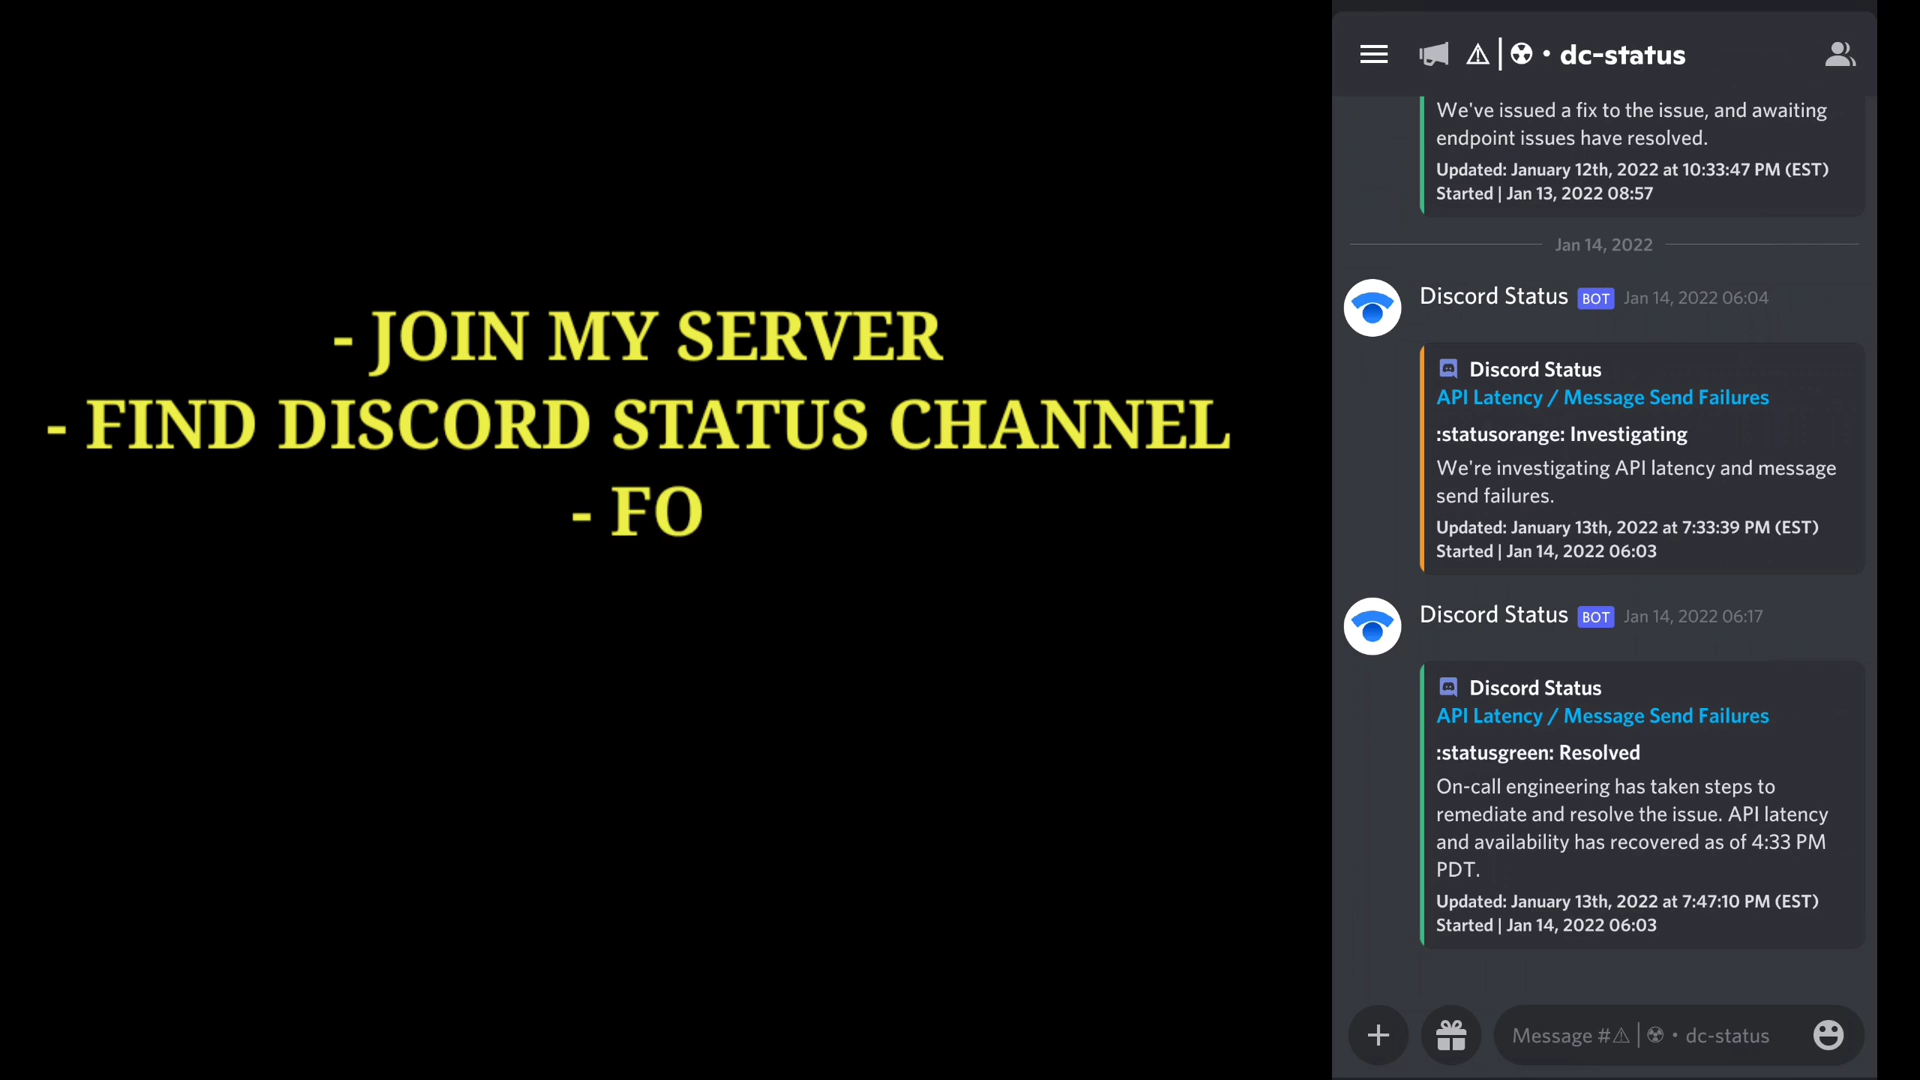 - JOIN MY SERVER
- FIND DISCORD STATUS CHANNEL
- FO
⚠│☢ • dc-status
We've issued a fix to the issue, and awaiting
endpoint issues have resolved.
Updated: January 12th, 2022 at 10:33:47 PM (EST)
Started | Jan 13, 2022 08:57
Jan 14, 2022
Discord Status BOT Jan 14, 2022 06:04
Discord Status
API Latency / Message Send Failures
:statusorange: Investigating
We're investigating API latency and message
send failures.
Updated: January 13th, 2022 at 7:33:39 PM (EST)
Started | Jan 14, 2022 06:03
Discord Status BOT Jan 14, 2022 06:17
Discord Status
API Latency / Message Send Failures
:statusgreen: Resolved
On-call engineering has taken steps to
remediate and resolve the issue. API latency
and availability has recovered as of 4:33 PM
PDT.
Updated: January 13th, 2022 at 7:47:10 PM (EST)
Started | Jan 14, 2022 06:03
Message #⚠│☢ • dc-status